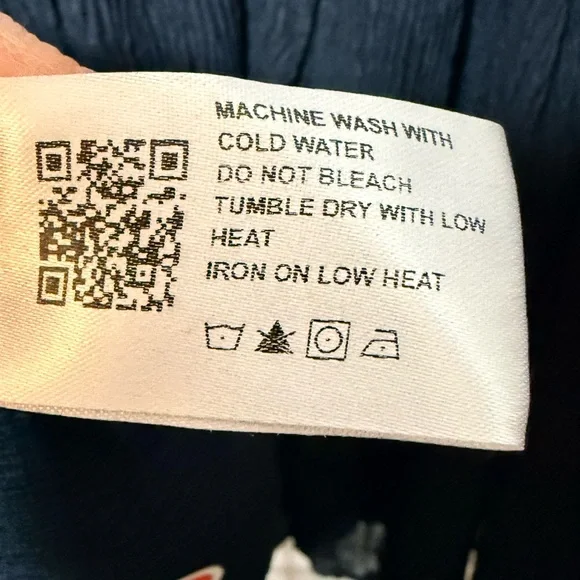 MACHINE WASH WITH
COLD WATER
DO NOT BLEACH
TUMBLE DRY WITH LOW
HEAT
IRON ON LOW HEAT